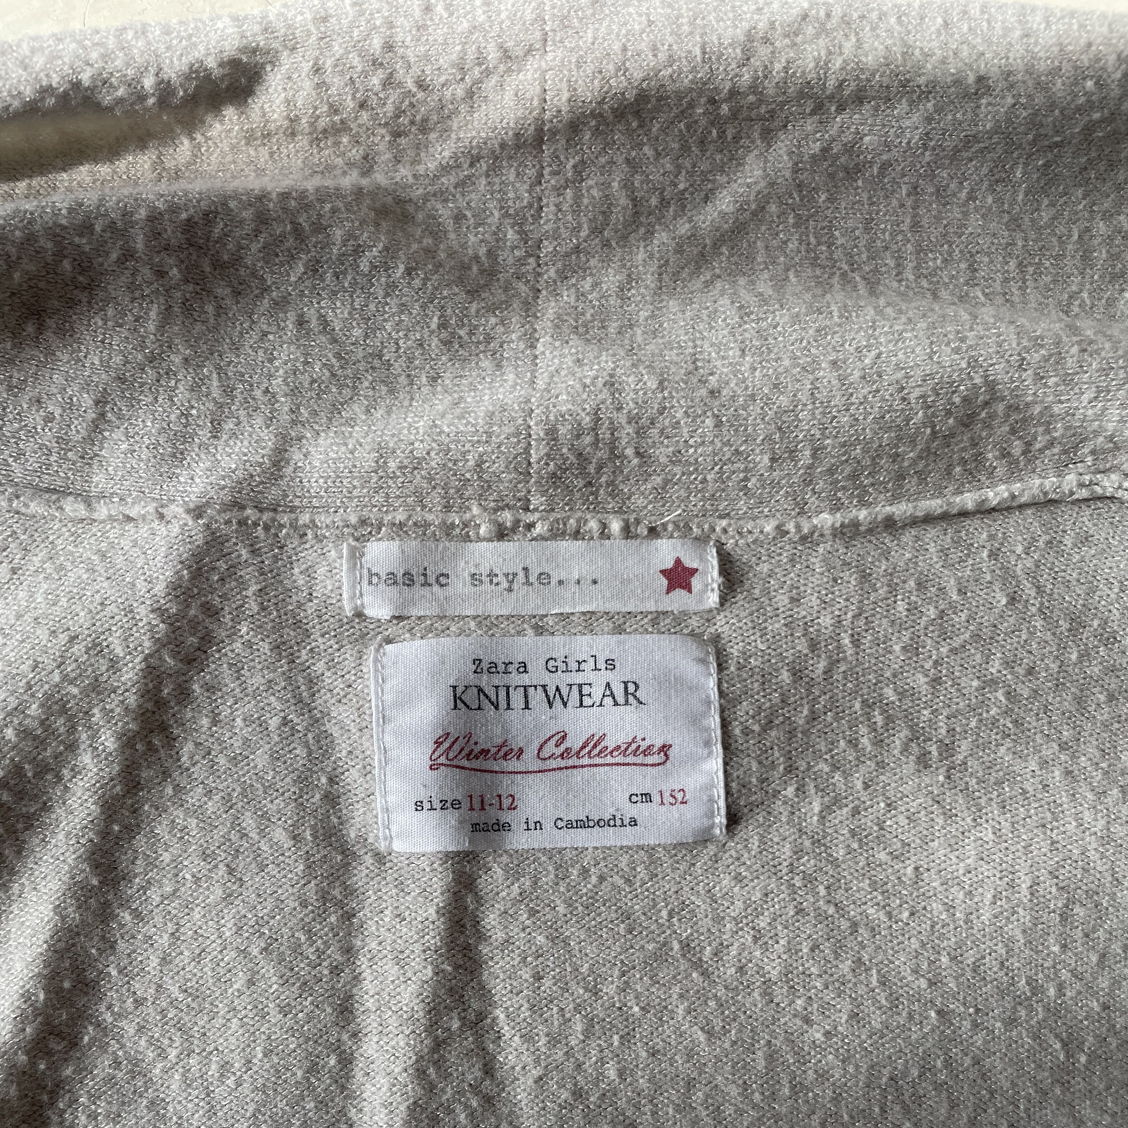 basic style...
Zara Girls
KNITWEAR
Winter Collection
size 11-12 cm 152
made in Cambodia